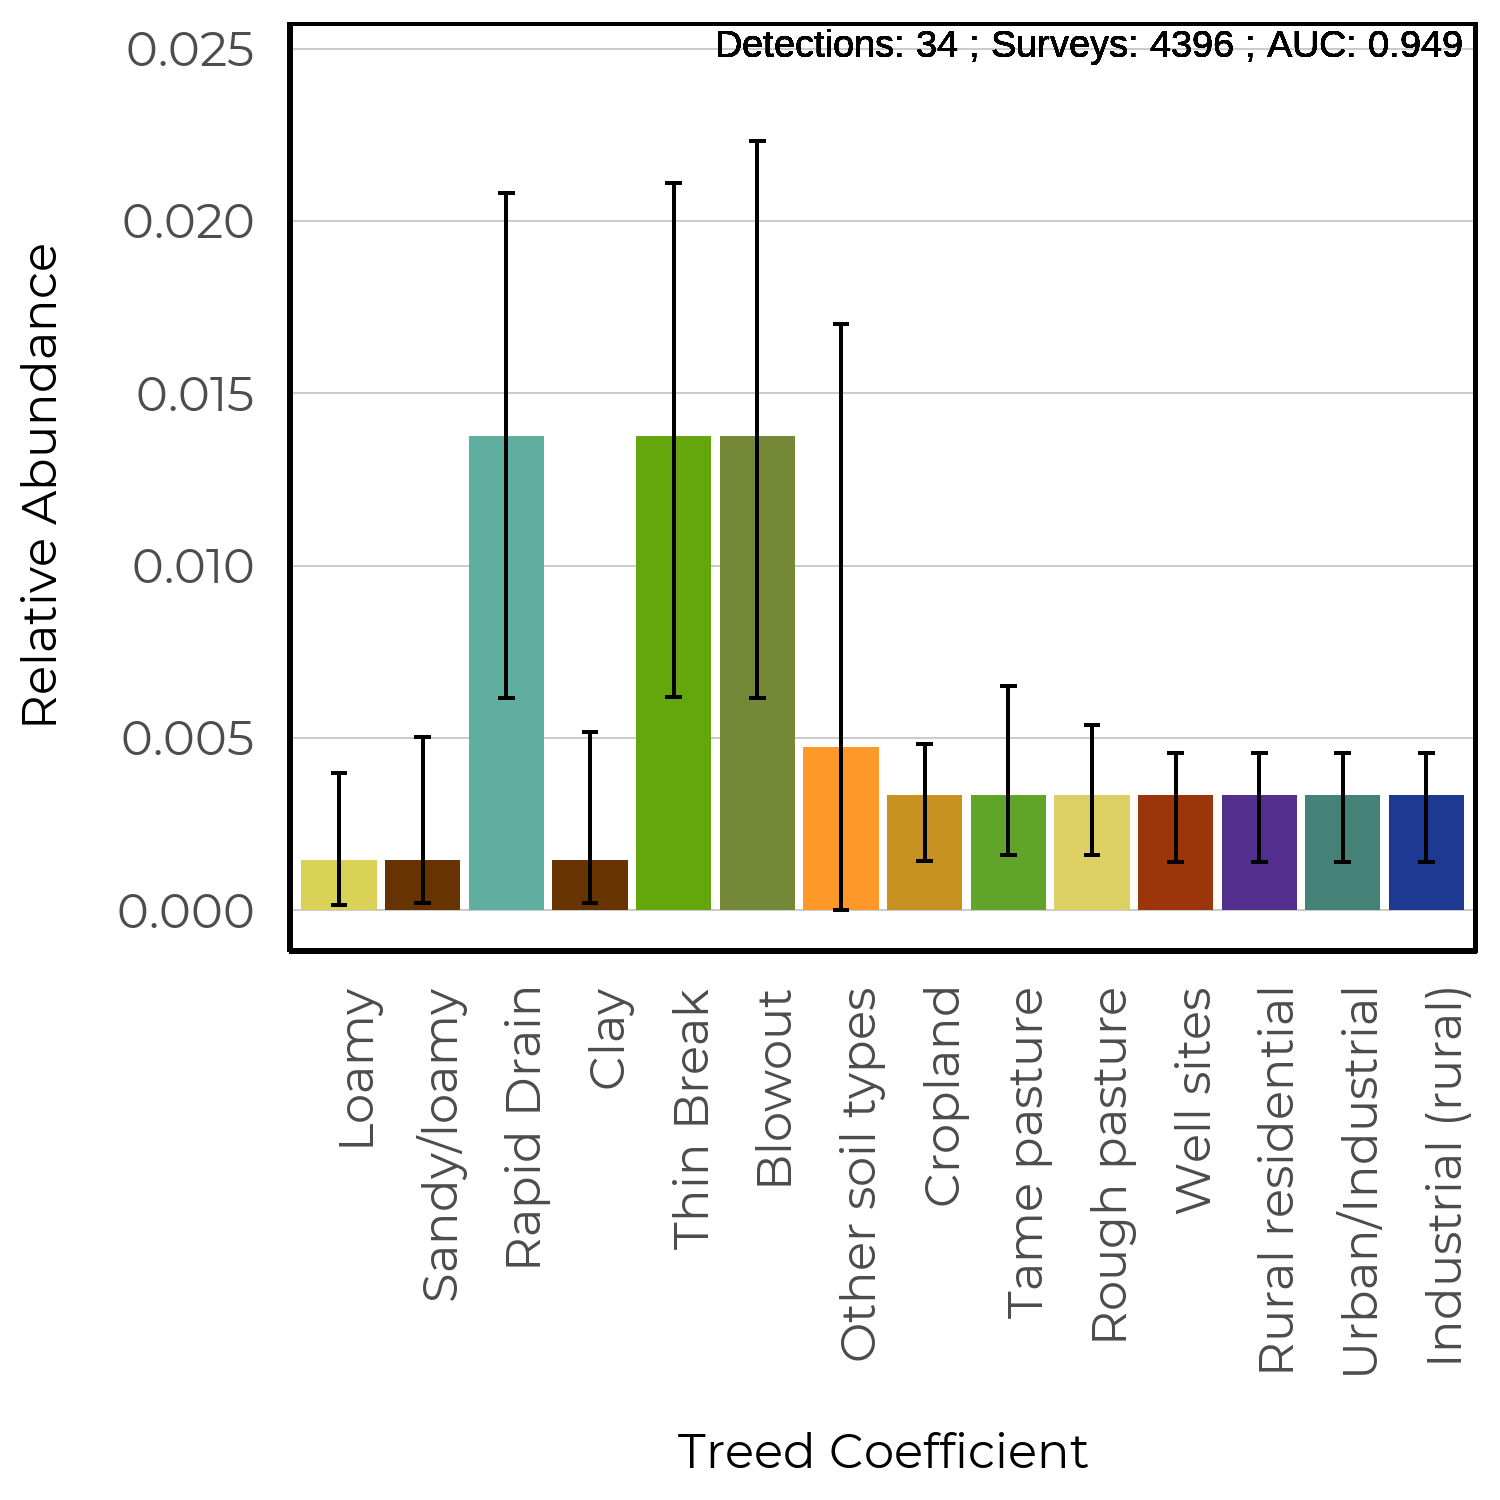 Detections: 34 ; Surveys: 4396 ; AUC: 0.949
Relative Abundance
0.025
0.020
0.015
0.010
0.005
0.000
Loamy
Sandy/loamy
Rapid Drain
Clay
Thin Break
Blowout
Other soil types
Cropland
Tame pasture
Rough pasture
Well sites
Rural residential
Urban/Industrial
Industrial (rural)
Treed Coefficient